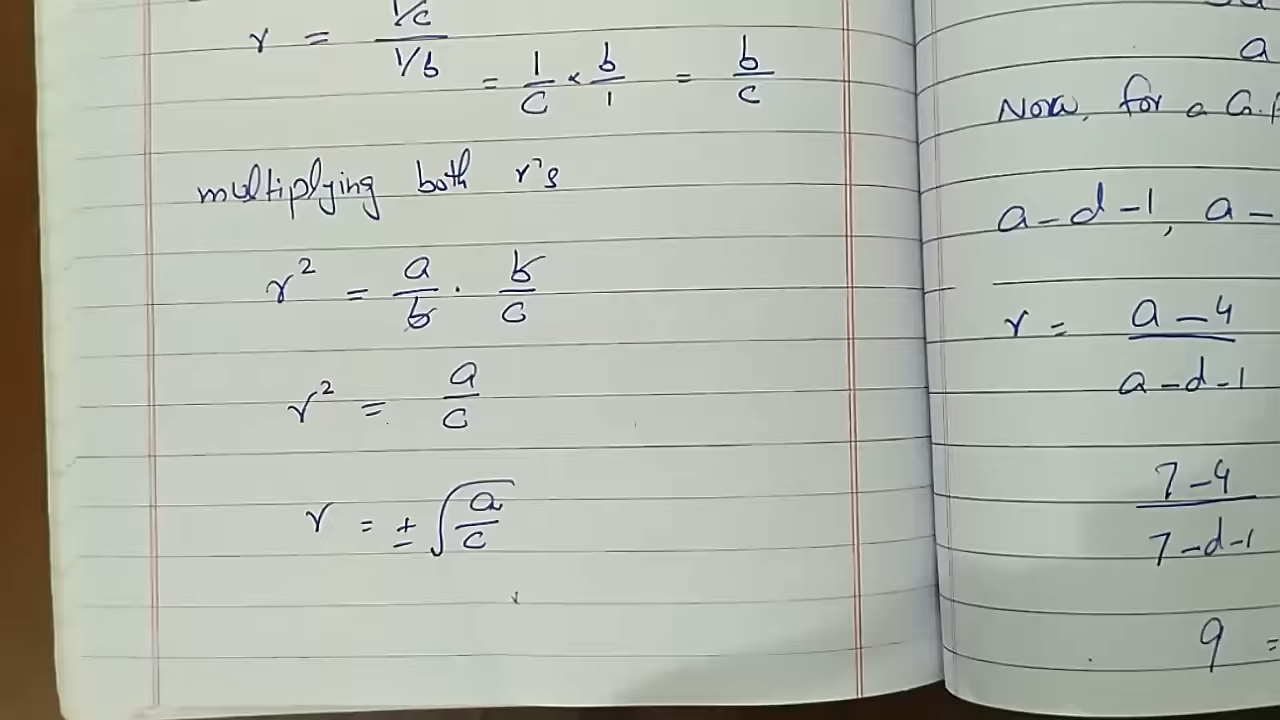 r = 1/c / 1/b = 1/c × b/1 = b/c
multiplying both r's
r² = a/b . b/c
r² = a/c
r = ± √a/c
a
Now, for a G.P
a-d-1, a-
r = a-4 / a-d-1
7-4 / 7-d-1
9 =